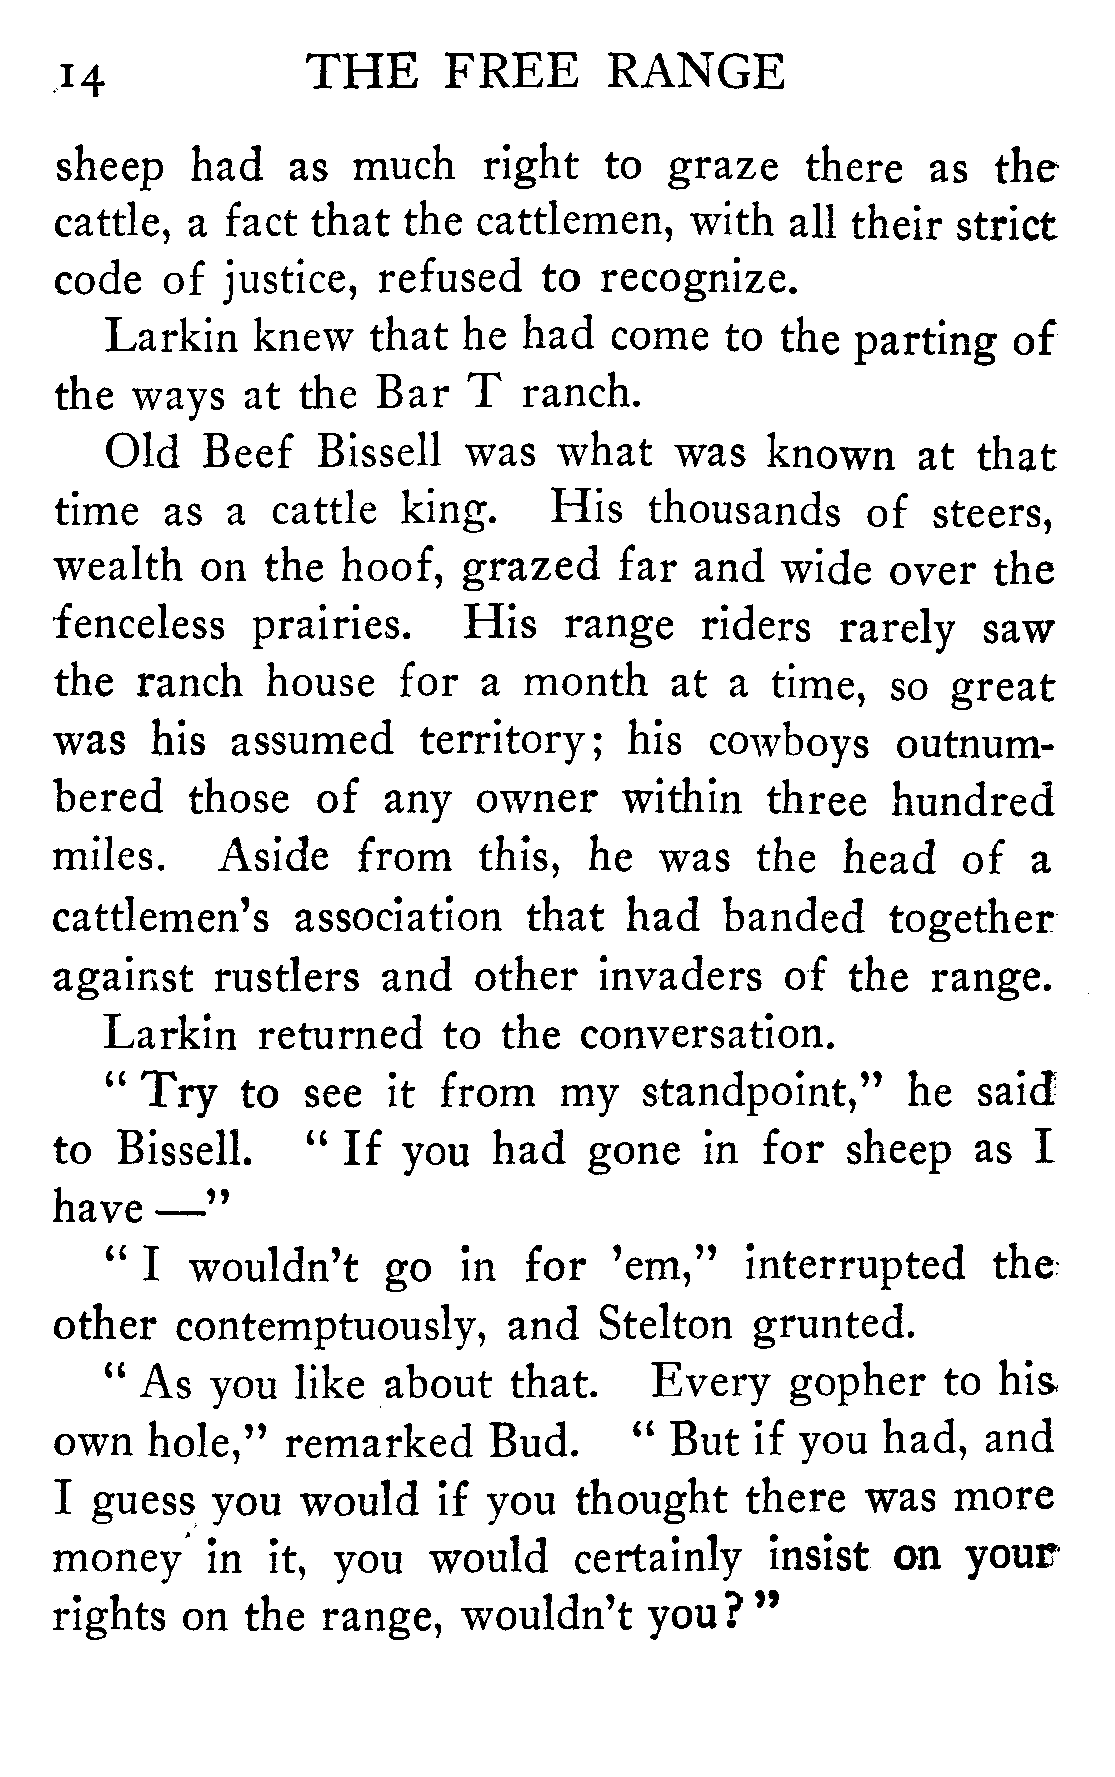 14 THE FREE RANGE
sheep had as much right to graze there as the
cattle, a fact that the cattlemen, with all their strict
code of justice, refused to recognize.
Larkin knew that he had come to the parting of
the ways at the Bar T ranch.
Old Beef Bissell was what was known at that
time as a cattle king. His thousands of steers,
wealth on the hoof, grazed far and wide over the
fenceless prairies. His range riders rarely saw
the ranch house for a month at a time, so great
was his assumed territory; his cowboys outnum-
bered those of any owner within three hundred
miles. Aside from this, he was the head of a
cattlemen's association that had banded together
against rustlers and other invaders of the range.
Larkin returned to the conversation.
“ Try to see it from my standpoint,” he said
to Bissell. “ If you had gone in for sheep as I
have —”
“ I wouldn't go in for 'em,” interrupted the
other contemptuously, and Stelton grunted.
“ As you like about that. Every gopher to his
own hole,” remarked Bud. “ But if you had, and
I guess you would if you thought there was more
money in it, you would certainly insist on your
rights on the range, wouldn't you? ”